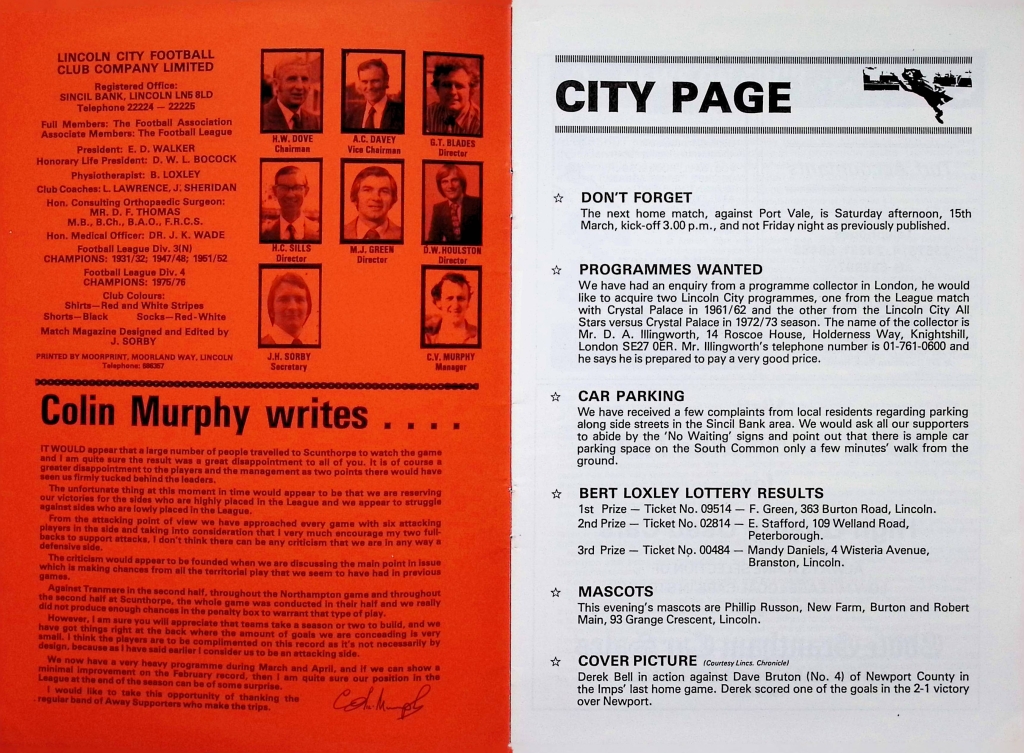 LINCOLN CITY FOOTBALL
CLUB COMPANY LIMITED
Registered Office:
SINCIL BANK, LINCOLN LN5 8LD
Telephone 22224 — 22225
Full Members: The Football Association
Associate Members: The Football League
President: E. D. WALKER
Honorary Life President: D. W. L. BOCOCK
Physiotherapist: B. LOXLEY
Club Coaches: L. LAWRENCE, J. SHERIDAN
Hon. Consulting Orthopaedic Surgeon:
MR. D. F. THOMAS
M.B., B.Ch., B.A.O., F.R.C.S.
Hon. Medical Officer: DR. J. K. WADE
Football League Div. 3(N)
CHAMPIONS: 1931/32; 1947/48; 1951/52
Football League Div. 4
CHAMPIONS: 1975/76
Club Colours:
Shirts—Red and White Stripes
Shorts—Black Socks—Red-White
Match Magazine Designed and Edited by
J. SORBY
PRINTED BY MOORPRINT, MOORLAND WAY, LINCOLN
Telephone:
H.W. DOVE
Chairman
A.C. DAVEY
Vice Chairman
G.T. BLADES
Director
H.C. SILLS
Director
M.J. GREEN
Director
D.W. HOULSTON
Director
J.H. SORBY
Secretary
C.V. MURPHY
Manager
Colin Murphy writes . . . .
IT WOULD appear that a large number of people travelled to Scunthorpe to watch the game
and I am quite sure the result was a great disappointment to all of you. It is of course a
greater disappointment to the players and the management as two points there would have
seen us firmly tucked behind the leaders.
The unfortunate thing at this moment in time would appear to be that we are reserving
our victories for the sides who are highly placed in the League and we appear to struggle
against sides who are lowly placed in the League.
From the attacking point of view we have approached every game with six attacking
players in the side and taking into consideration that I very much encourage my two full-
backs to support attacks, I don't think there can be any criticism that we are in any way a
defensive side.
The criticism would appear to be founded when we are discussing the main point in issue
which is making chances from all the territorial play that we seem to have had in previous
games.
Against Tranmere in the second half, throughout the Northampton game and throughout
the second half at Scunthorpe, the whole game was conducted in their half and we really
did not produce enough chances in the penalty box to warrant that type of play.
However, I am sure you will appreciate that teams take a season or two to build, and we
have got things right at the back where the amount of goals we are conceding is very
small. I think the players are to be complimented on this record as it's not necessarily by
design, because as I have said earlier I consider us to be an attacking side.
We now have a very heavy programme during March and April, and if we can show a
minimal improvement on the February record, then I am quite sure our position in the
League at the end of the season can be of some surprise.
I would like to take this opportunity of thanking the
regular band of Away Supporters who make the trips.
Colin Murphy
CITY PAGE
☆ DON'T FORGET
The next home match, against Port Vale, is Saturday afternoon, 15th
March, kick-off 3.00 p.m., and not Friday night as previously published.
☆ PROGRAMMES WANTED
We have had an enquiry from a programme collector in London, he would
like to acquire two Lincoln City programmes, one from the League match
with Crystal Palace in 1961/62 and the other from the Lincoln City All
Stars versus Crystal Palace in 1972/73 season. The name of the collector is
Mr. D. A. Illingworth, 14 Roscoe House, Holderness Way, Knightshill,
London SE27 0ER. Mr. Illingworth's telephone number is 01-761-0600 and
he says he is prepared to pay a very good price.
☆ CAR PARKING
We have received a few complaints from local residents regarding parking
along side streets in the Sincil Bank area. We would ask all our supporters
to abide by the 'No Waiting' signs and point out that there is ample car
parking space on the South Common only a few minutes' walk from the
ground.
☆ BERT LOXLEY LOTTERY RESULTS
1st Prize — Ticket No. 09514 — F. Green, 363 Burton Road, Lincoln.
2nd Prize — Ticket No. 02814 — E. Stafford, 109 Welland Road,
Peterborough.
3rd Prize — Ticket No. 00484 — Mandy Daniels, 4 Wisteria Avenue,
Branston, Lincoln.
☆ MASCOTS
This evening's mascots are Phillip Russon, New Farm, Burton and Robert
Main, 93 Grange Crescent, Lincoln.
☆ COVER PICTURE (Courtesy Lincs. Chronicle)
Derek Bell in action against Dave Bruton (No. 4) of Newport County in
the Imps' last home game. Derek scored one of the goals in the 2-1 victory
over Newport.